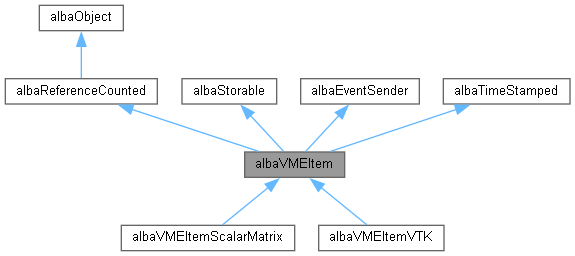 albaObject
albaReferenceCounted
albaStorable
albaEventSender
albaTimeStamped
albaVMEItem
albaVMEItemScalarMatrix
albaVMEItemVTK